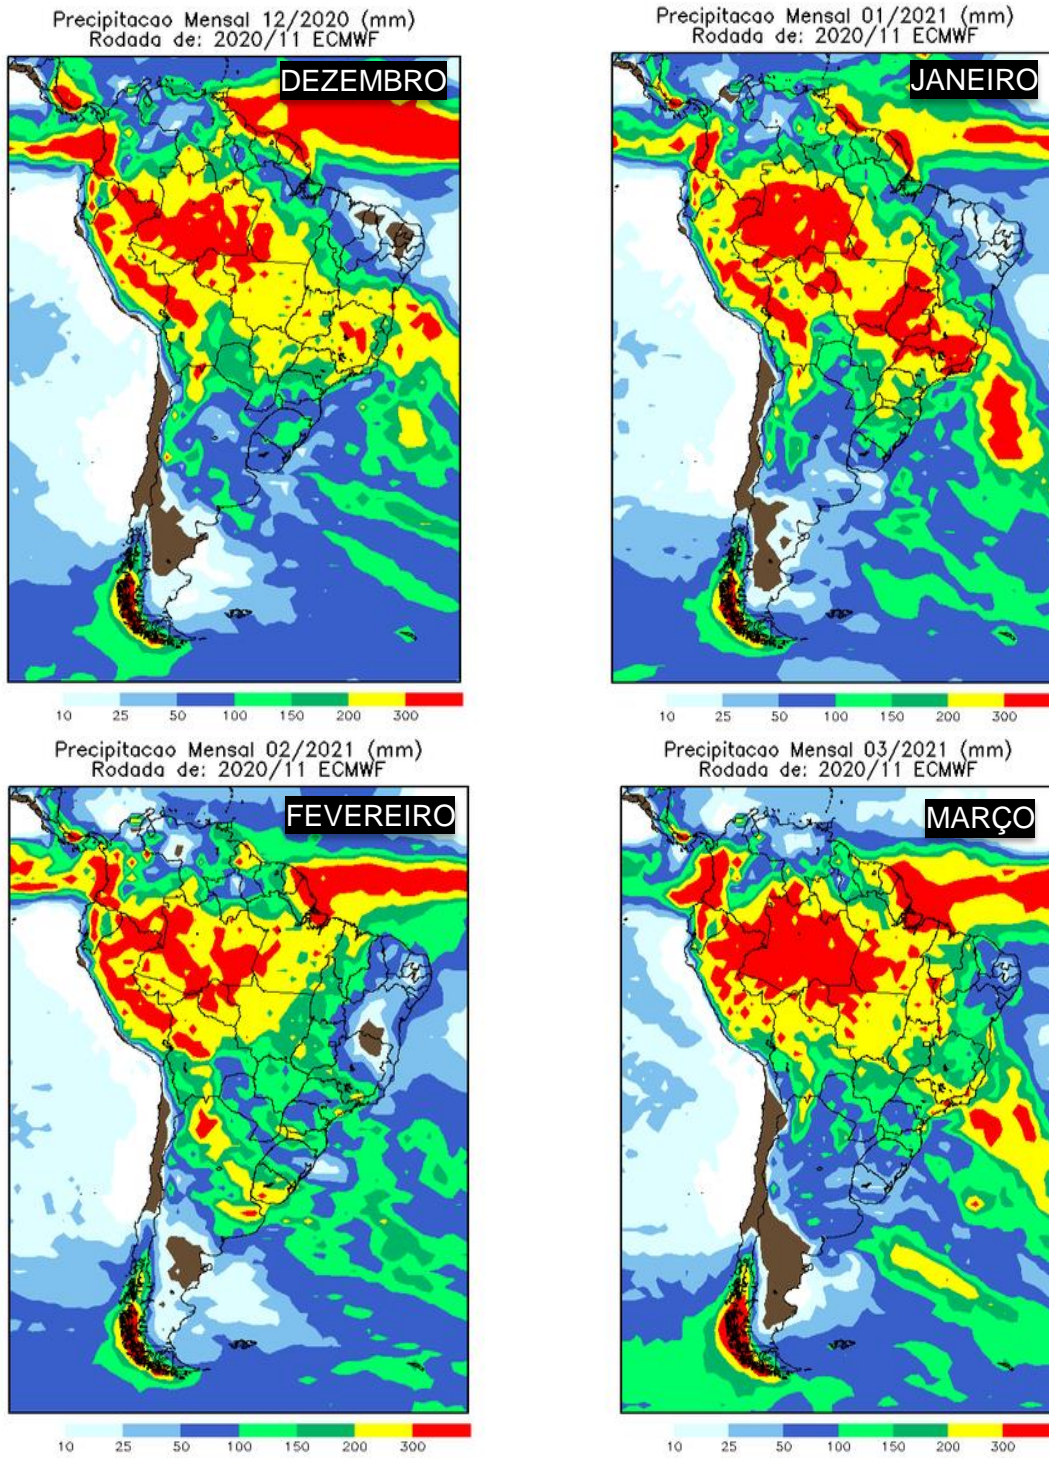 Precipitacao Mensal 12/2020 (mm)
Rodada de: 2020/11 ECMWF
DEZEMBRO
10 25 50 100 150 200 300
Precipitacao Mensal 01/2021 (mm)
Rodada de: 2020/11 ECMWF
JANEIRO
10 25 50 100 150 200 300
Precipitacao Mensal 02/2021 (mm)
Rodada de: 2020/11 ECMWF
FEVEREIRO
10 25 50 100 150 200 300
Precipitacao Mensal 03/2021 (mm)
Rodada de: 2020/11 ECMWF
MARÇO
10 25 50 100 150 200 300